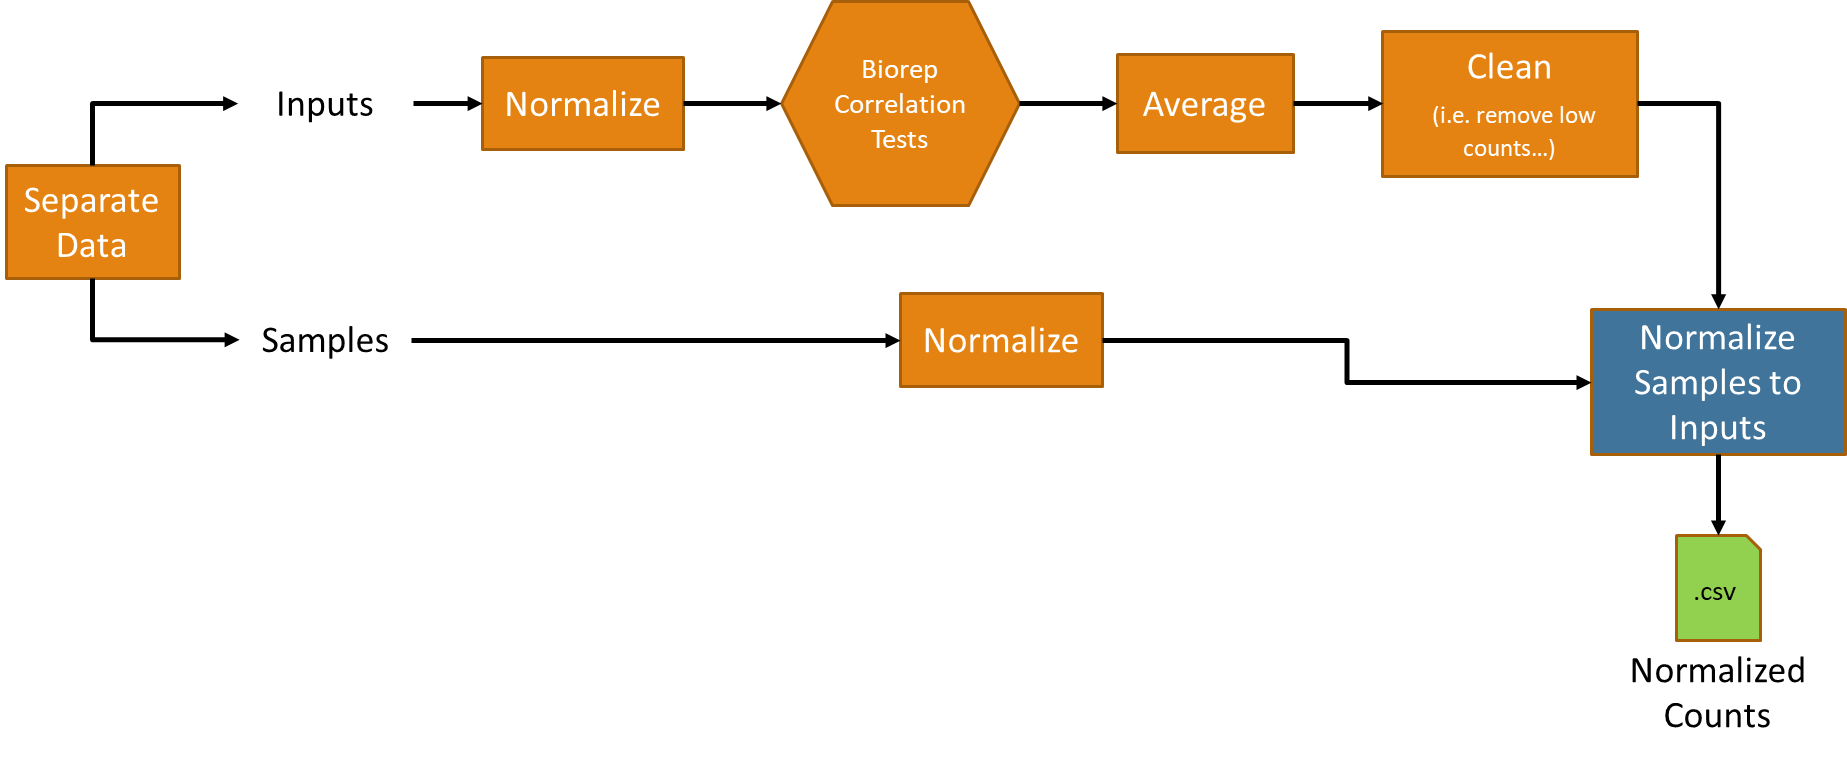 Separate
Data
Inputs
Normalize
Biorep
Correlation
Tests
Average
Clean
(i.e. remove low
counts…)
Samples
Normalize
Normalize
Samples to
Inputs
.csv
Normalized
Counts